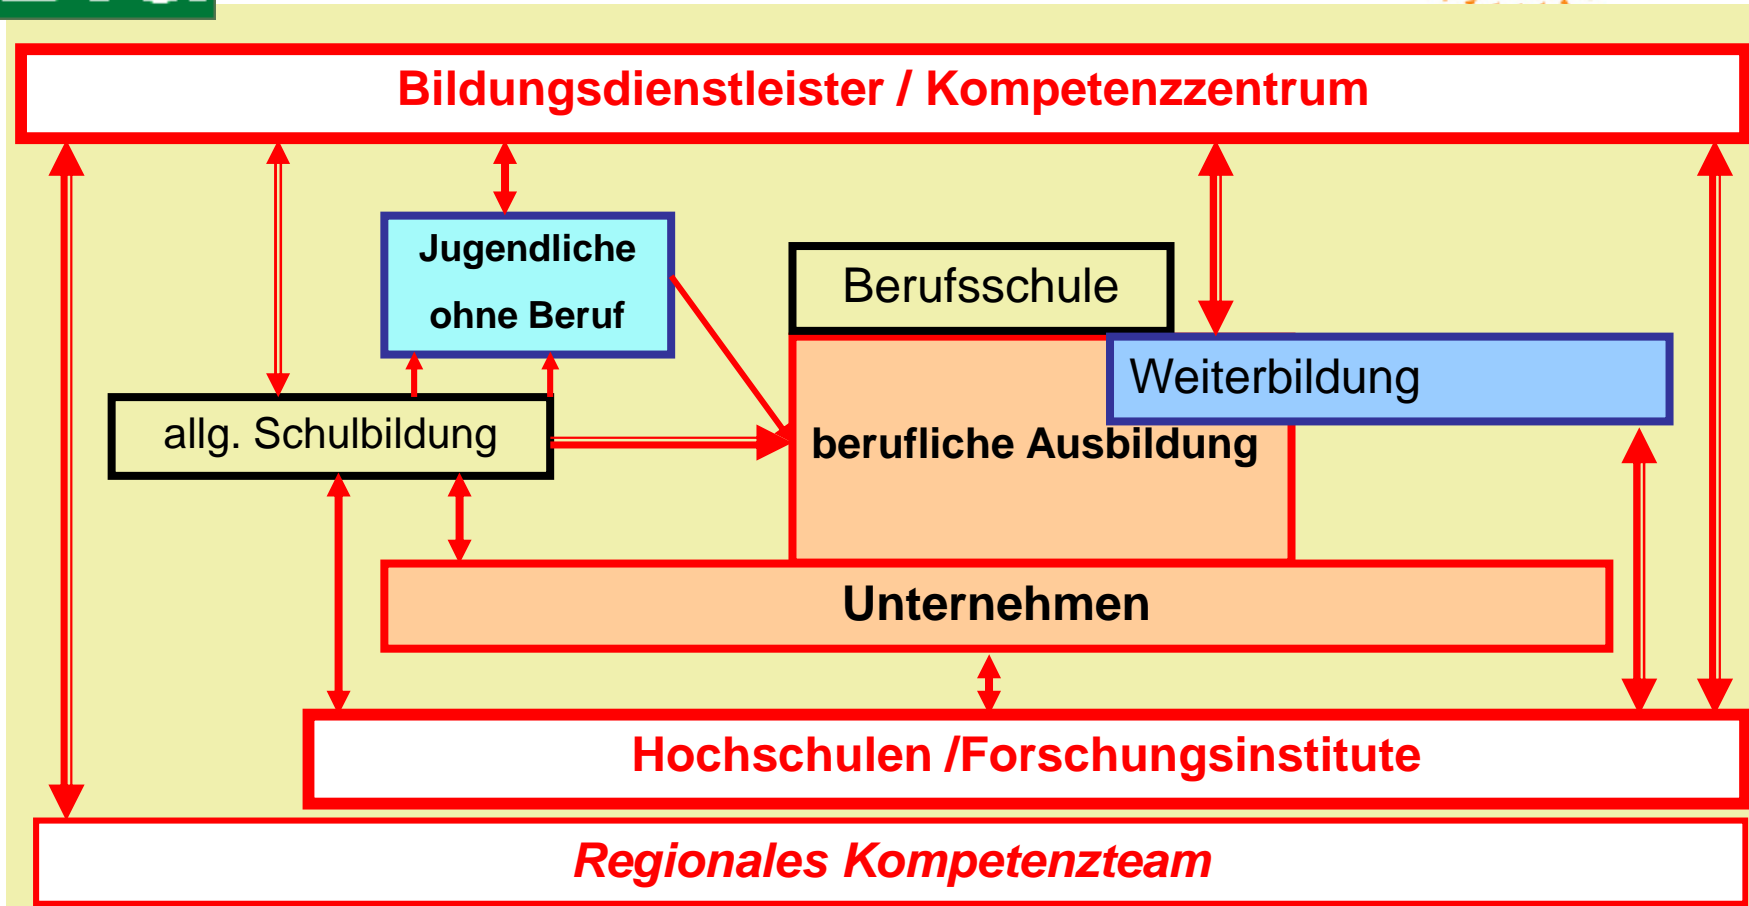 Bildungsdienstleister / Kompetenzzentrum
Jugendliche
ohne Beruf
Berufsschule
Weiterbildung
allg. Schulbildung
berufliche Ausbildung
Unternehmen
Hochschulen /Forschungsinstitute
Regionales Kompetenzteam